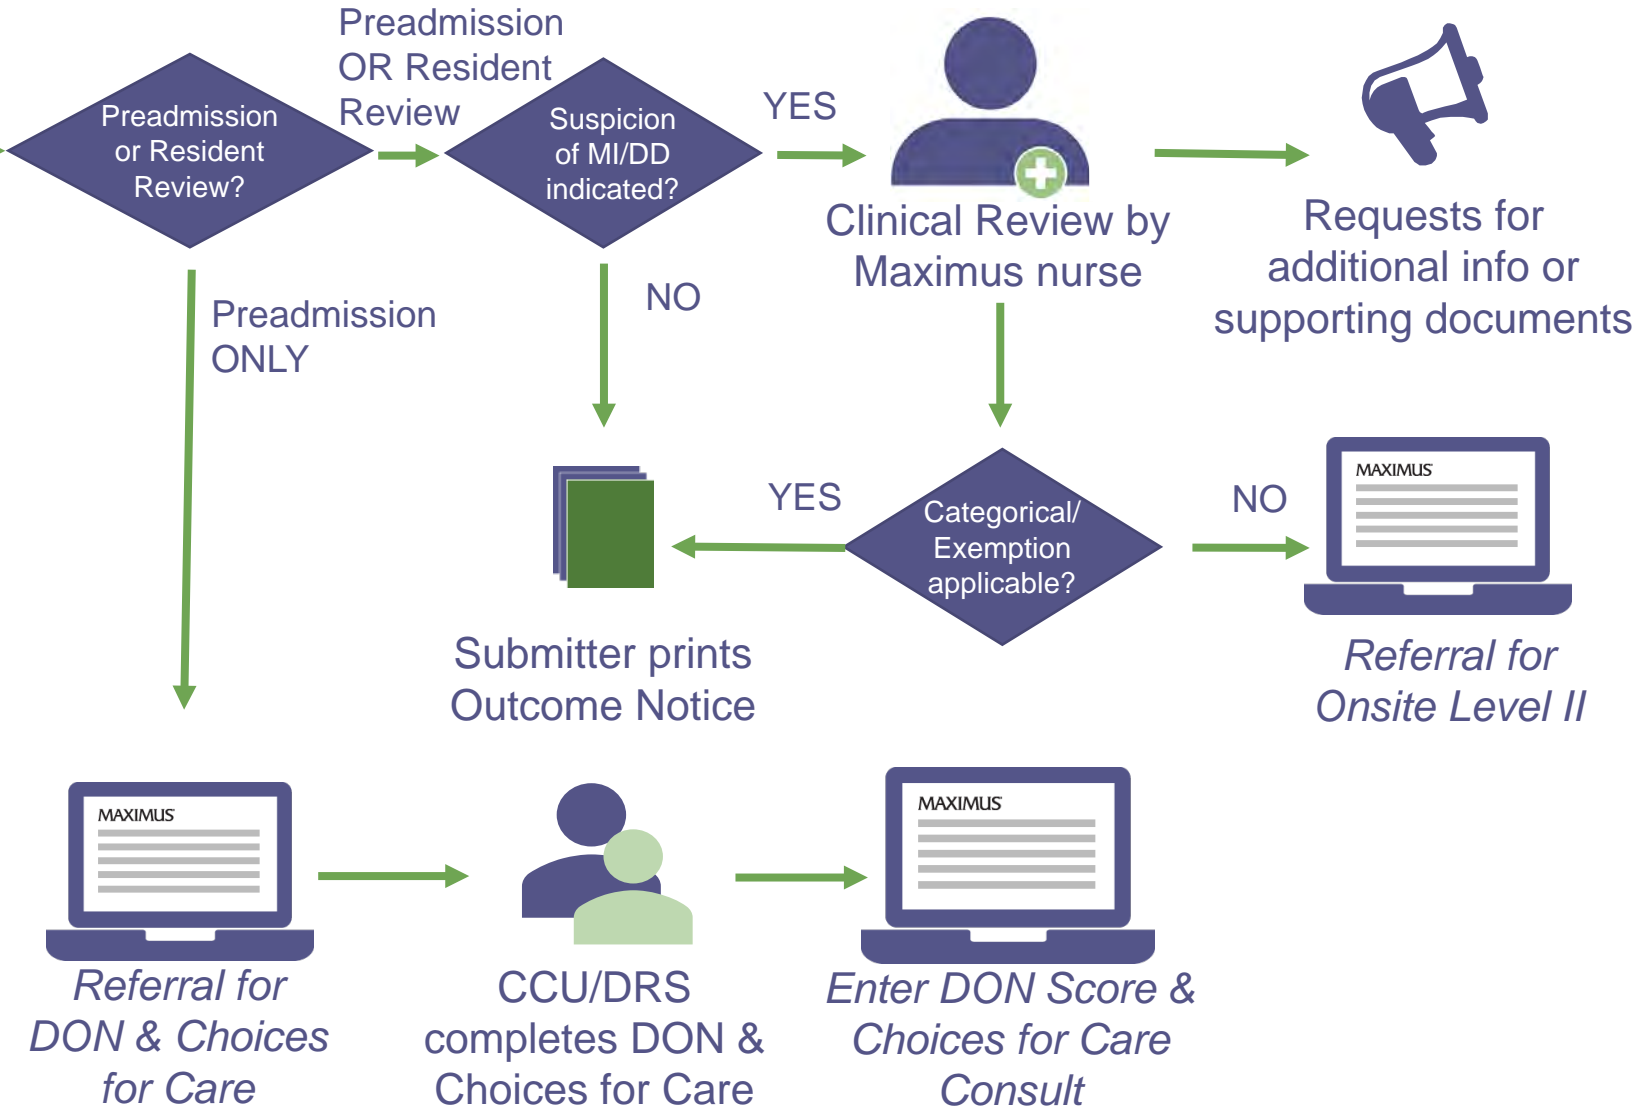 Preadmission
or Resident
Review?
Preadmission
OR Resident
Review
Suspicion
of MI/DD
indicated?
YES
Clinical Review by
Maximus nurse
Requests for
additional info or
supporting documents
Preadmission
ONLY
NO
YES
Categorical/
Exemption
applicable?
NO
MAXIMUS
Referral for
Onsite Level II
Submitter prints
Outcome Notice
MAXIMUS
Referral for
DON & Choices
for Care
CCU/DRS
completes DON &
Choices for Care
MAXIMUS
Enter DON Score &
Choices for Care
Consult